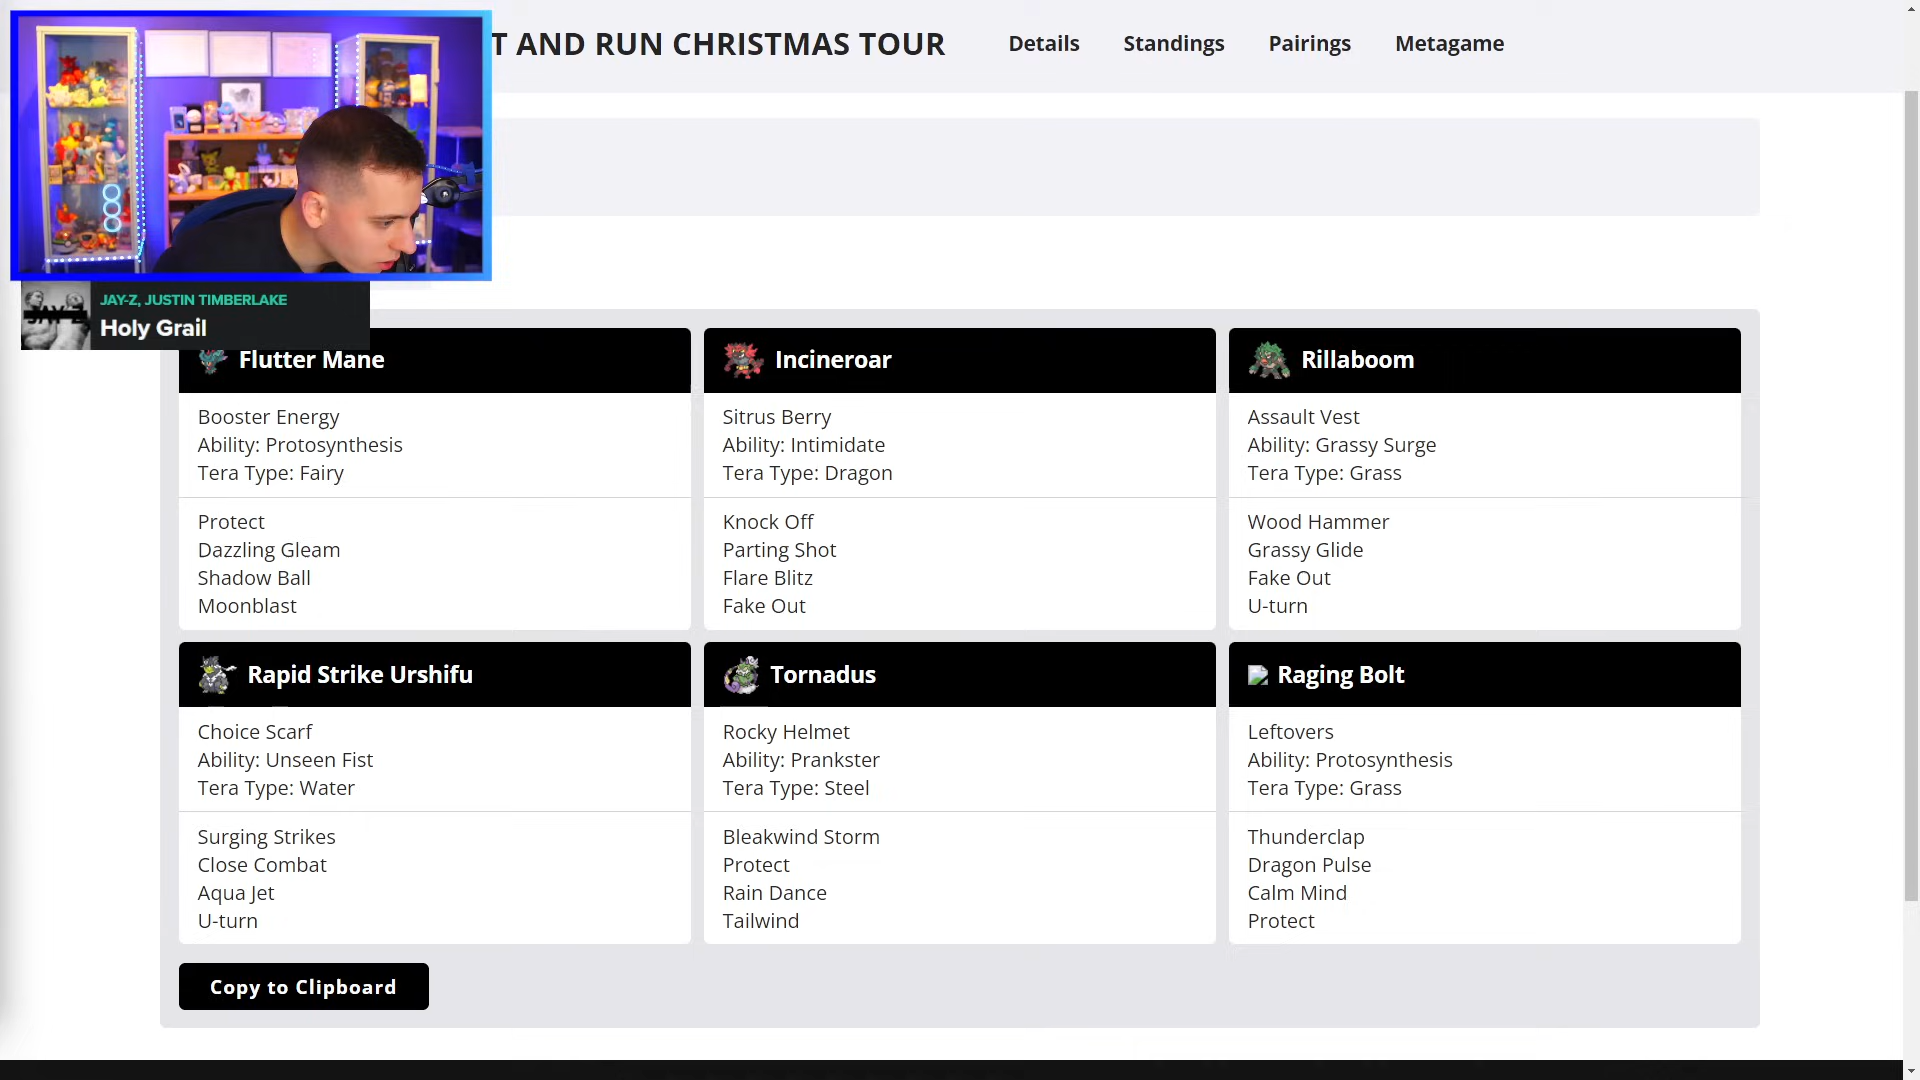 T AND RUN CHRISTMAS TOUR
Details
Standings
Pairings
Metagame
JAY-Z, JUSTIN TIMBERLAKE
Holy Grail
Flutter Mane
Booster Energy
Ability: Protosynthesis
Tera Type: Fairy
Protect
Dazzling Gleam
Shadow Ball
Moonblast
Incineroar
Sitrus Berry
Ability: Intimidate
Tera Type: Dragon
Knock Off
Parting Shot
Flare Blitz
Fake Out
Rillaboom
Assault Vest
Ability: Grassy Surge
Tera Type: Grass
Wood Hammer
Grassy Glide
Fake Out
U-turn
Rapid Strike Urshifu
Choice Scarf
Ability: Unseen Fist
Tera Type: Water
Surging Strikes
Close Combat
Aqua Jet
U-turn
Tornadus
Rocky Helmet
Ability: Prankster
Tera Type: Steel
Bleakwind Storm
Protect
Rain Dance
Tailwind
Raging Bolt
Leftovers
Ability: Protosynthesis
Tera Type: Grass
Thunderclap
Dragon Pulse
Calm Mind
Protect
Copy to Clipboard